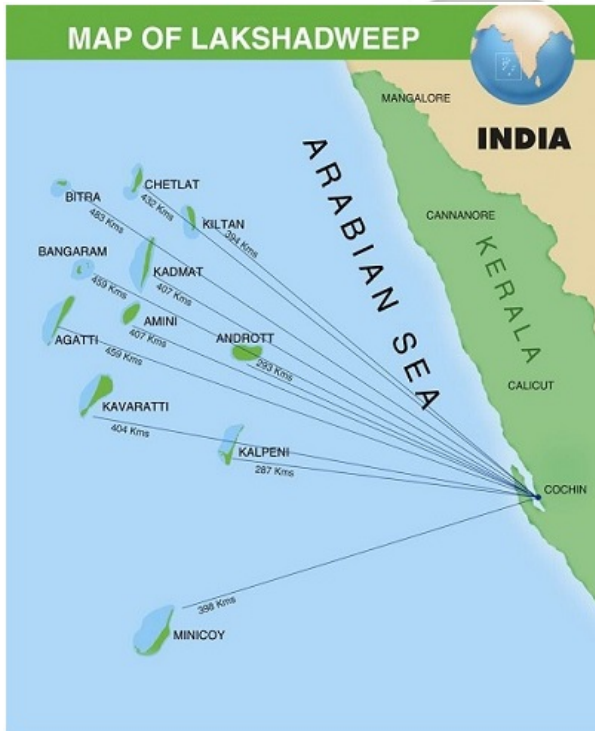 MAP OF LAKSHADWEEP
MANGALORE
INDIA
ARABIAN SEA
CHETLAT
432 Kms
BITRA
483 Kms
KILTAN
394 Kms
CANNANORE
KERALA
BANGARAM
459 Kms
KADMAT
407 Kms
AMINI
407 Kms
ANDROTT
293 Kms
AGATTI
459 Kms
CALICUT
KAVARATTI
404 Kms
KALPENI
287 Kms
COCHIN
398 Kms
MINICOY